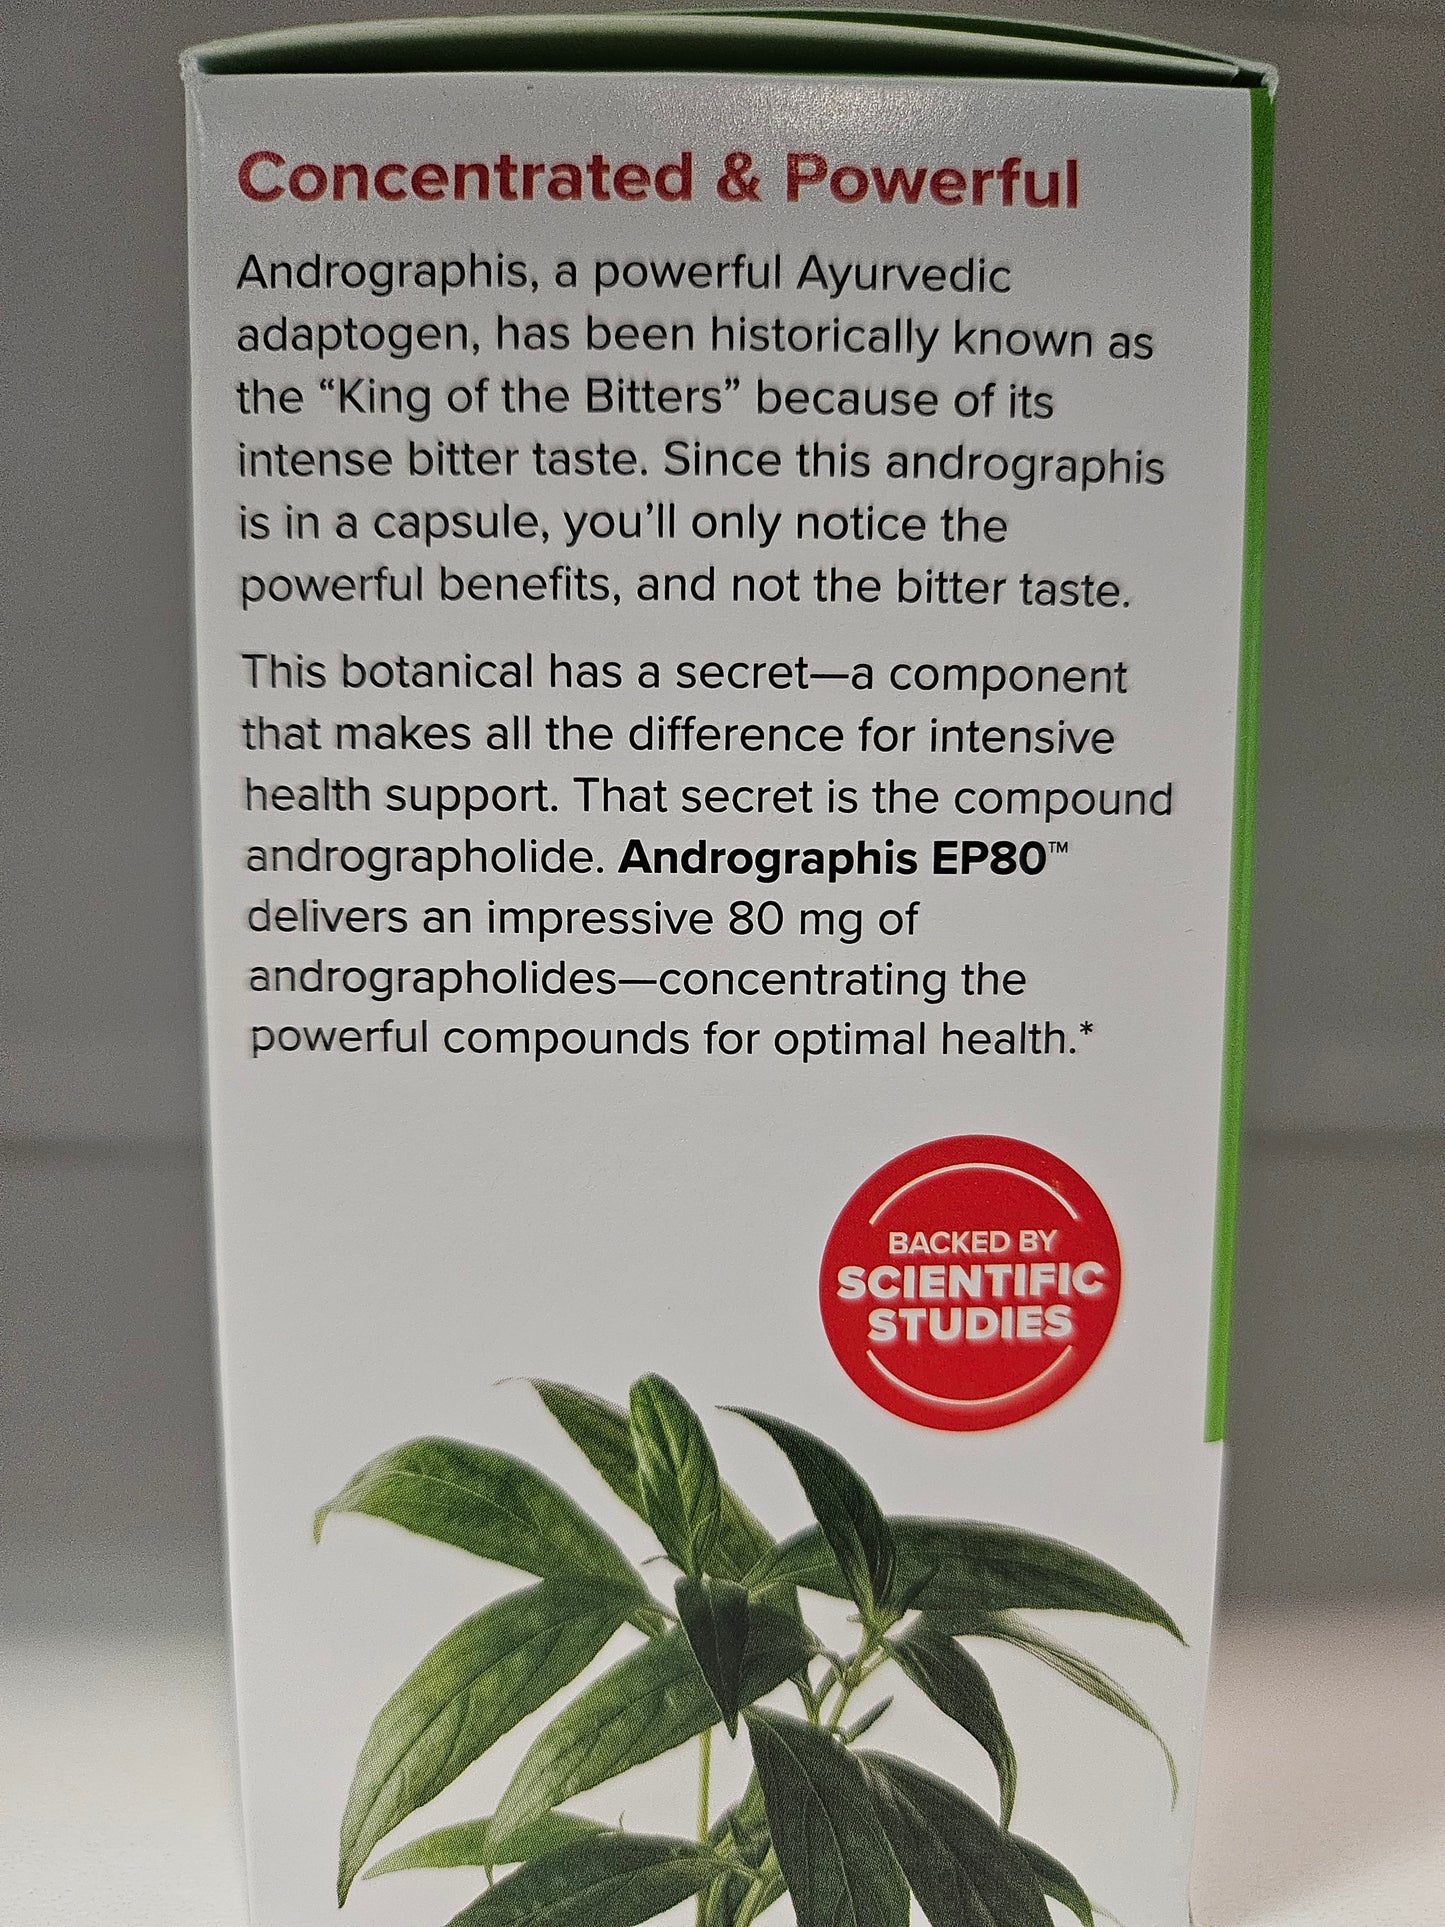 Concentrated & Powerful
Andrographis, a powerful Ayurvedic
adaptogen, has been historically known as
the “King of the Bitters” because of its
intense bitter taste. Since this andrographis
is in a capsule, you’ll only notice the
powerful benefits, and not the bitter taste.
This botanical has a secret—a component
that makes all the difference for intensive
health support. That secret is the compound
andrographolide. Andrographis EP80™
delivers an impressive 80 mg of
andrographolides—concentrating the
powerful compounds for optimal health.*
BACKED BY
SCIENTIFIC
STUDIES